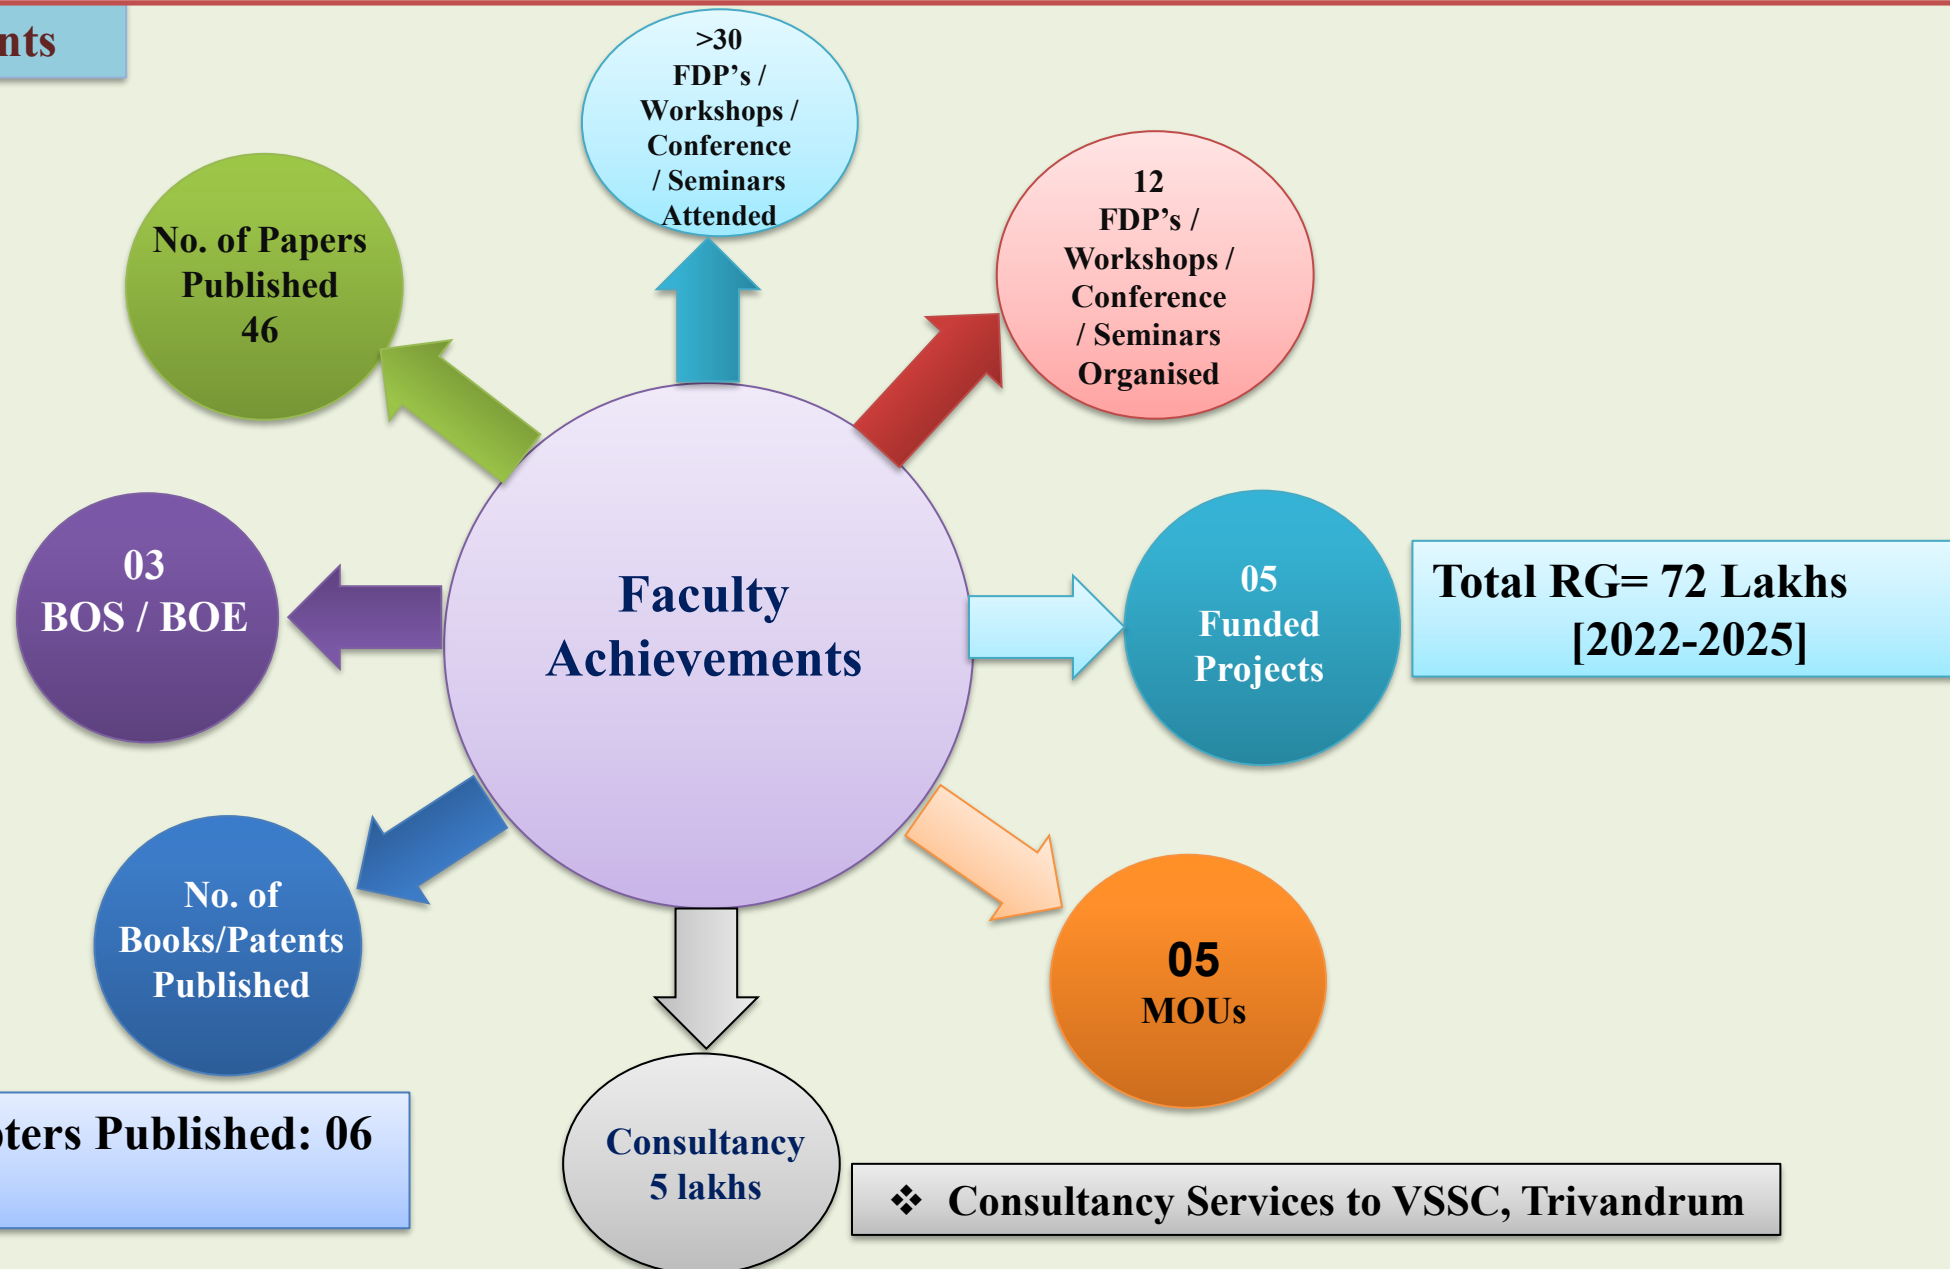 nts
>30
FDP’s /
Workshops /
Conference
/ Seminars
Attended
12
FDP’s /
Workshops /
Conference
/ Seminars
Organised
No. of Papers
Published
46
03
BOS / BOE
Faculty
Achievements
05
Funded
Projects
Total RG= 72 Lakhs
[2022-2025]
No. of
Books/Patents
Published
05
MOUs
pters Published: 06
Consultancy
5 lakhs
❖ Consultancy Services to VSSC, Trivandrum